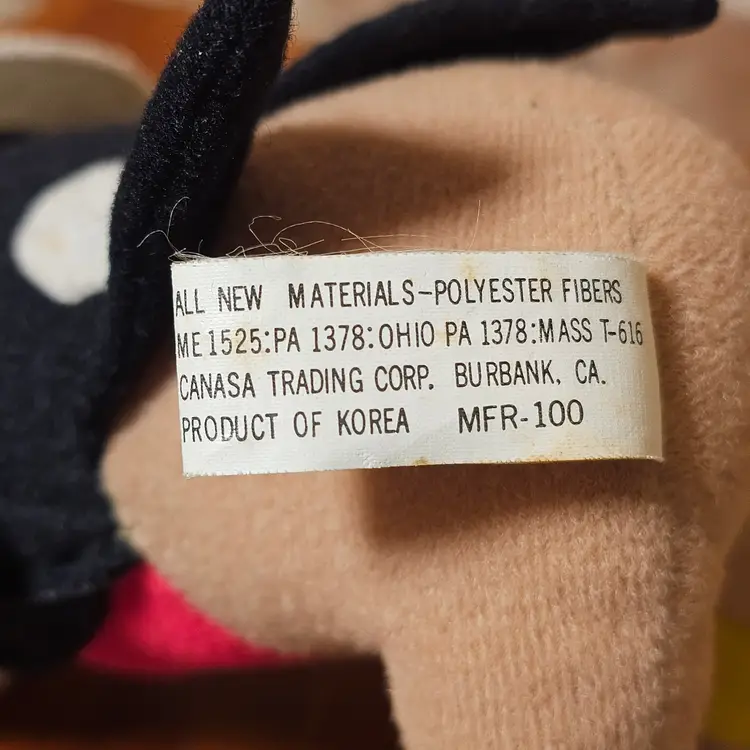 ALL NEW MATERIALS-POLYESTER FIBERS
ME 1525:PA 1378:OHIO PA 1378:MASS T-616
CANASA TRADING CORP. BURBANK, CA.
PRODUCT OF KOREA MFR-100